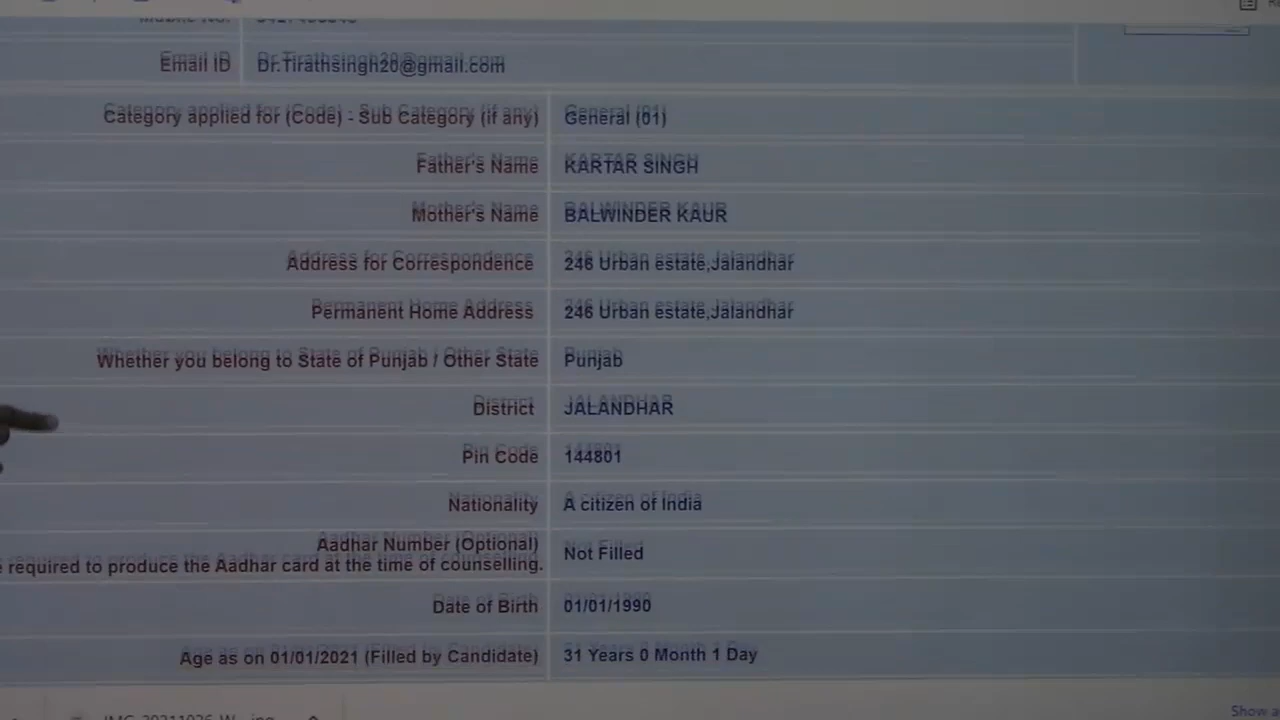 Email ID Dr.Tirathsingh20@gmail.com
Category applied for (Code) - Sub Category (if any) General (01)
Father's Name KARTAR SINGH
Mother's Name BALWINDER KAUR
Address for Correspondence 246 Urban estate,Jalandhar
Permanent Home Address 246 Urban estate,Jalandhar
Whether you belong to State of Punjab / Other State Punjab
District JALANDHAR
Pin Code 144801
Nationality A citizen of India
Aadhar Number (Optional) Not Filled
required to produce the Aadhar card at the time of counselling.
Date of Birth 01/01/1990
Age as on 01/01/2021 (Filled by Candidate) 31 Years 0 Month 1 Day
Show